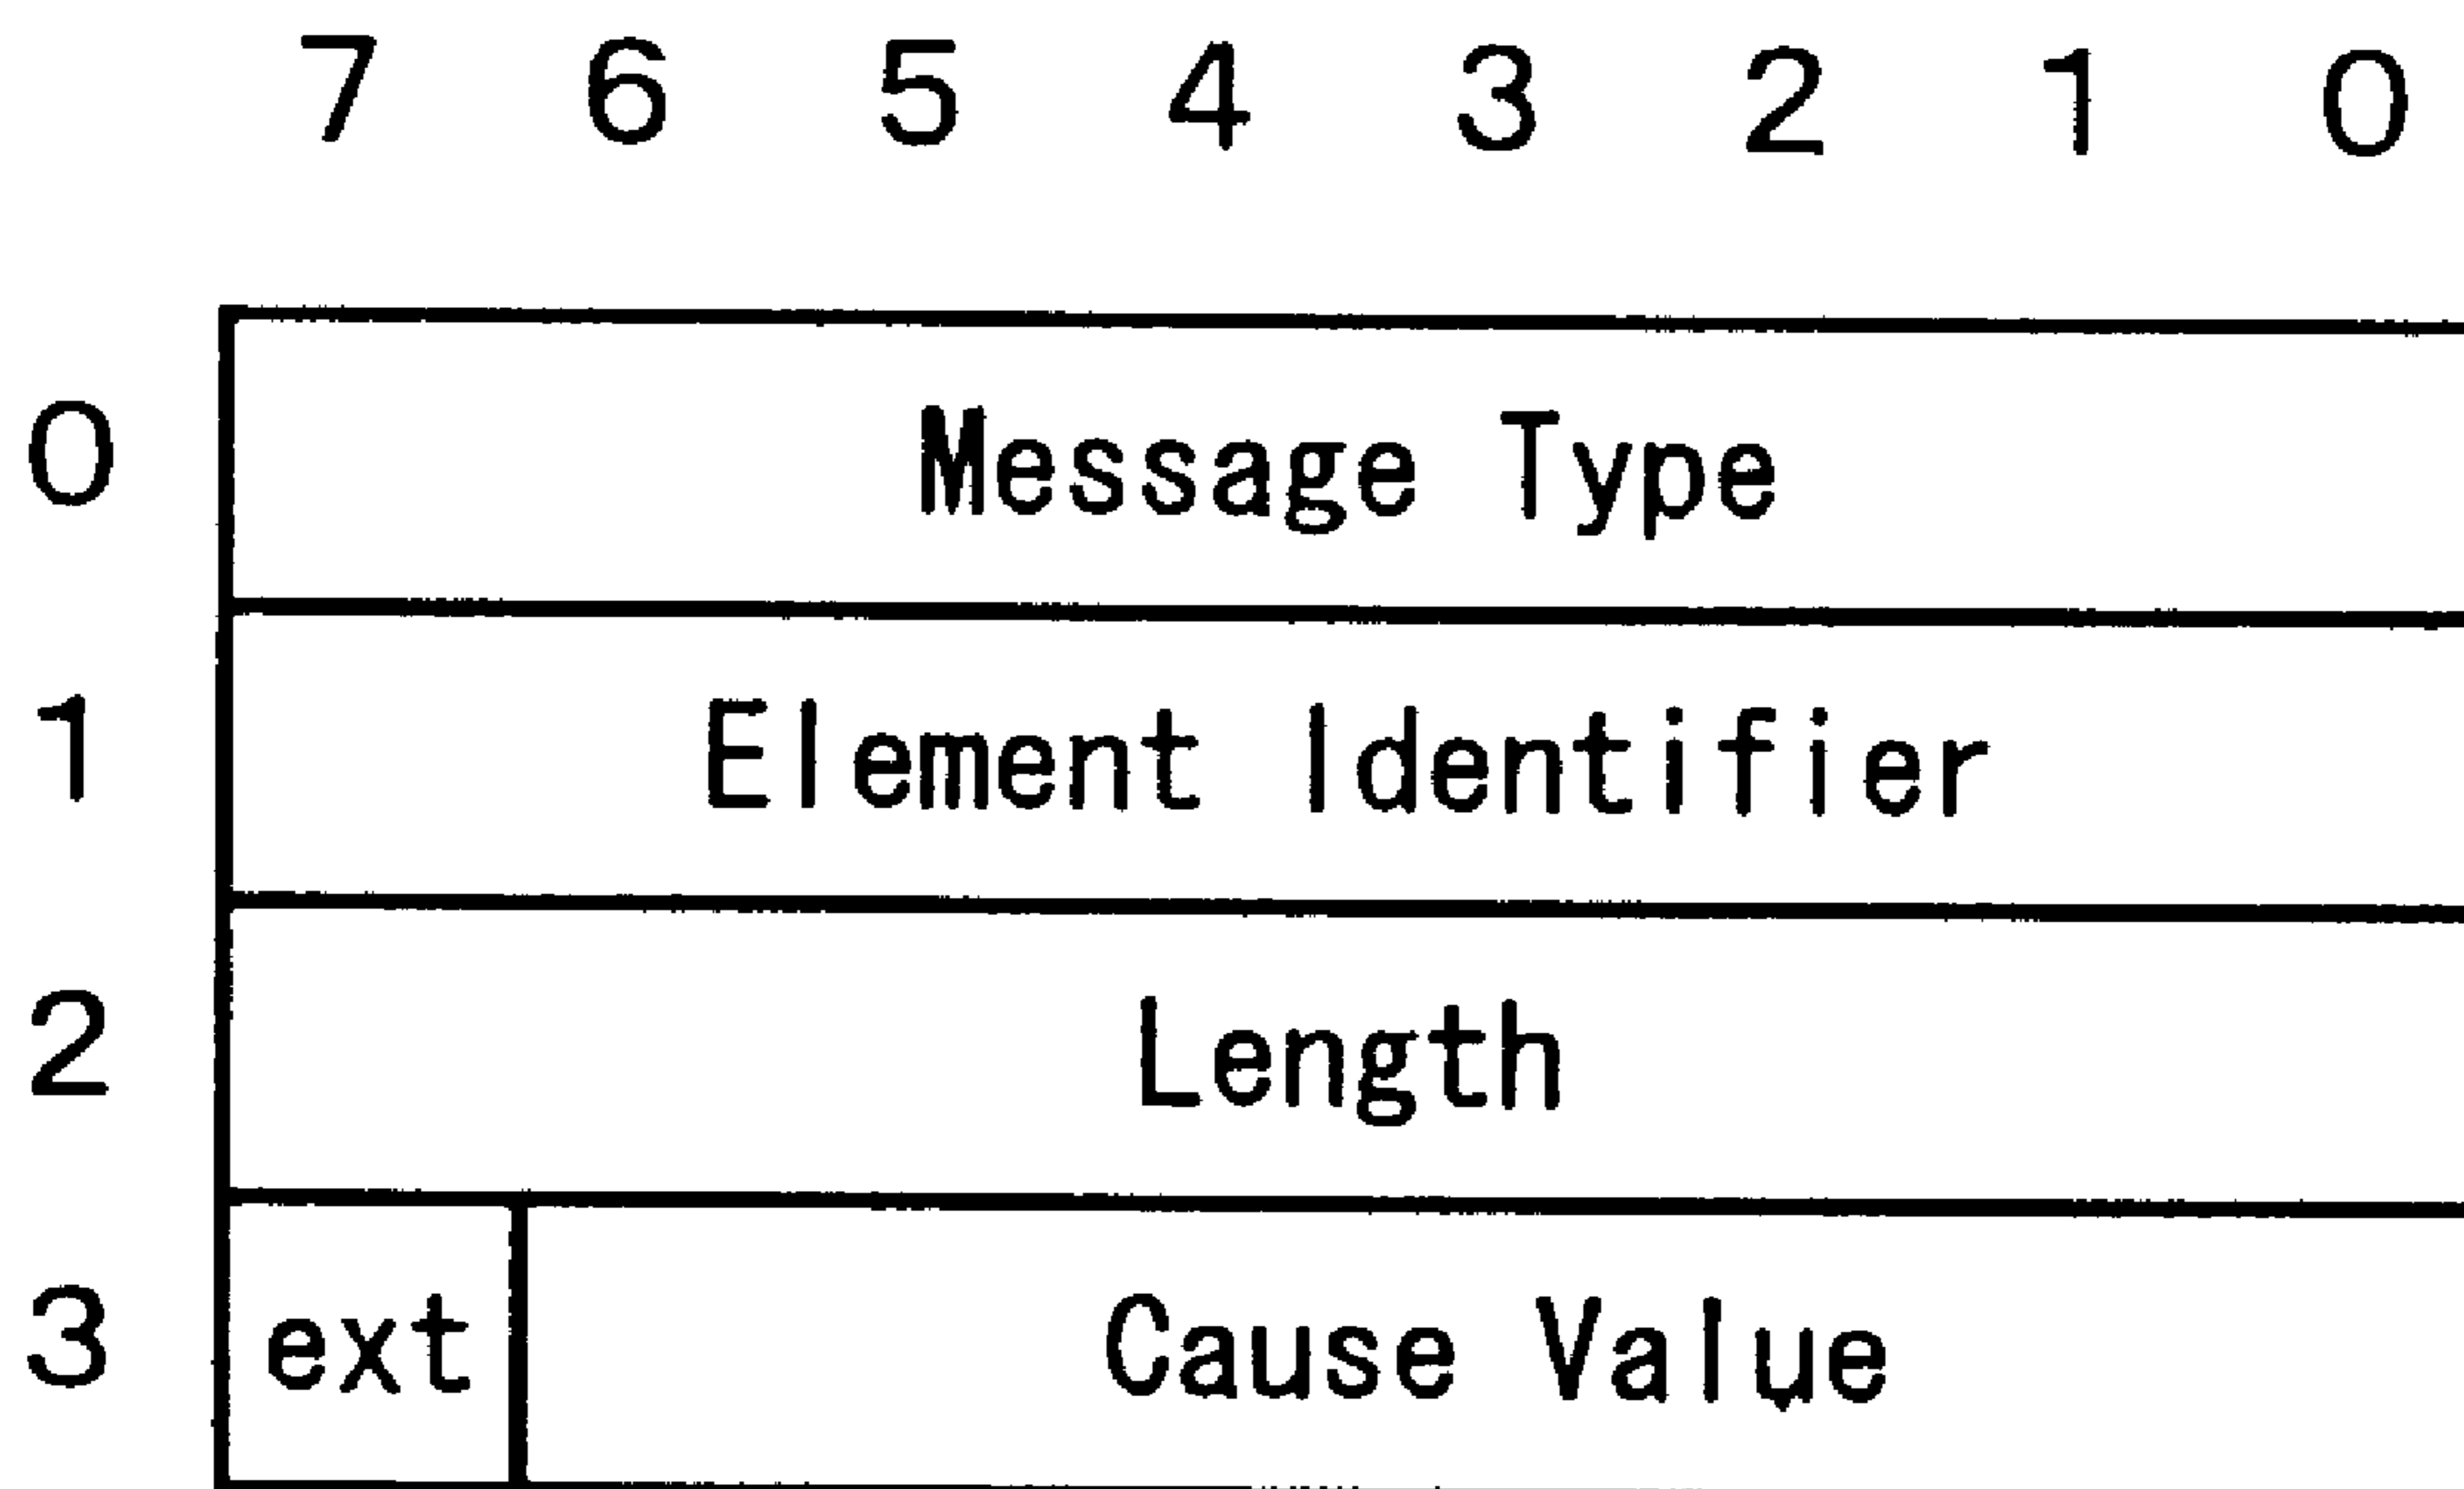 7 6 5 4 3 2 1 0
0 Message Type
1 Element Identifier
2 Length
3 ext Cause Value